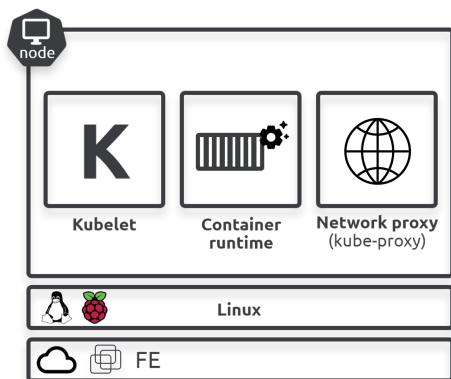 node
K
Kubelet
Container
runtime
Network proxy
(kube-proxy)
Linux
FE